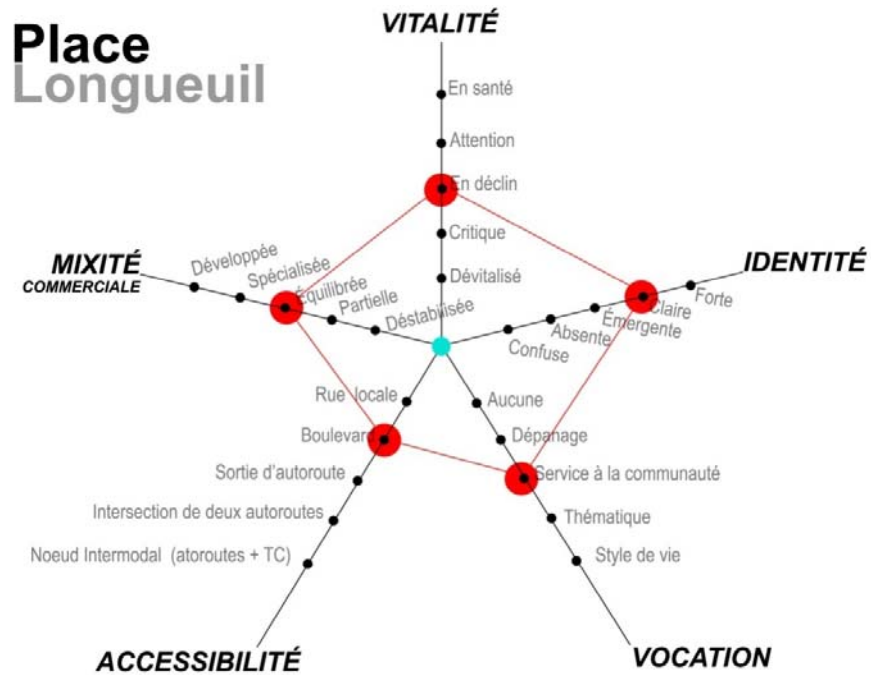 Place
Longueuil
VITALITÉ
En santé
Attention
En déclin
Critique
Dévitalisé
IDENTITÉ
Forte
Claire
Émergente
Absente
Confuse
MIXITÉ
COMMERCIALE
Développée
Spécialisée
Équilibrée
Partielle
Déstabilisée
Rue locale
Boulevard
Sortie d'autoroute
Intersection de deux autoroutes
Noeud Intermodal (atoroutes + TC)
ACCESSIBILITÉ
Aucune
Dépanage
Service à la communauté
Thématique
Style de vie
VOCATION